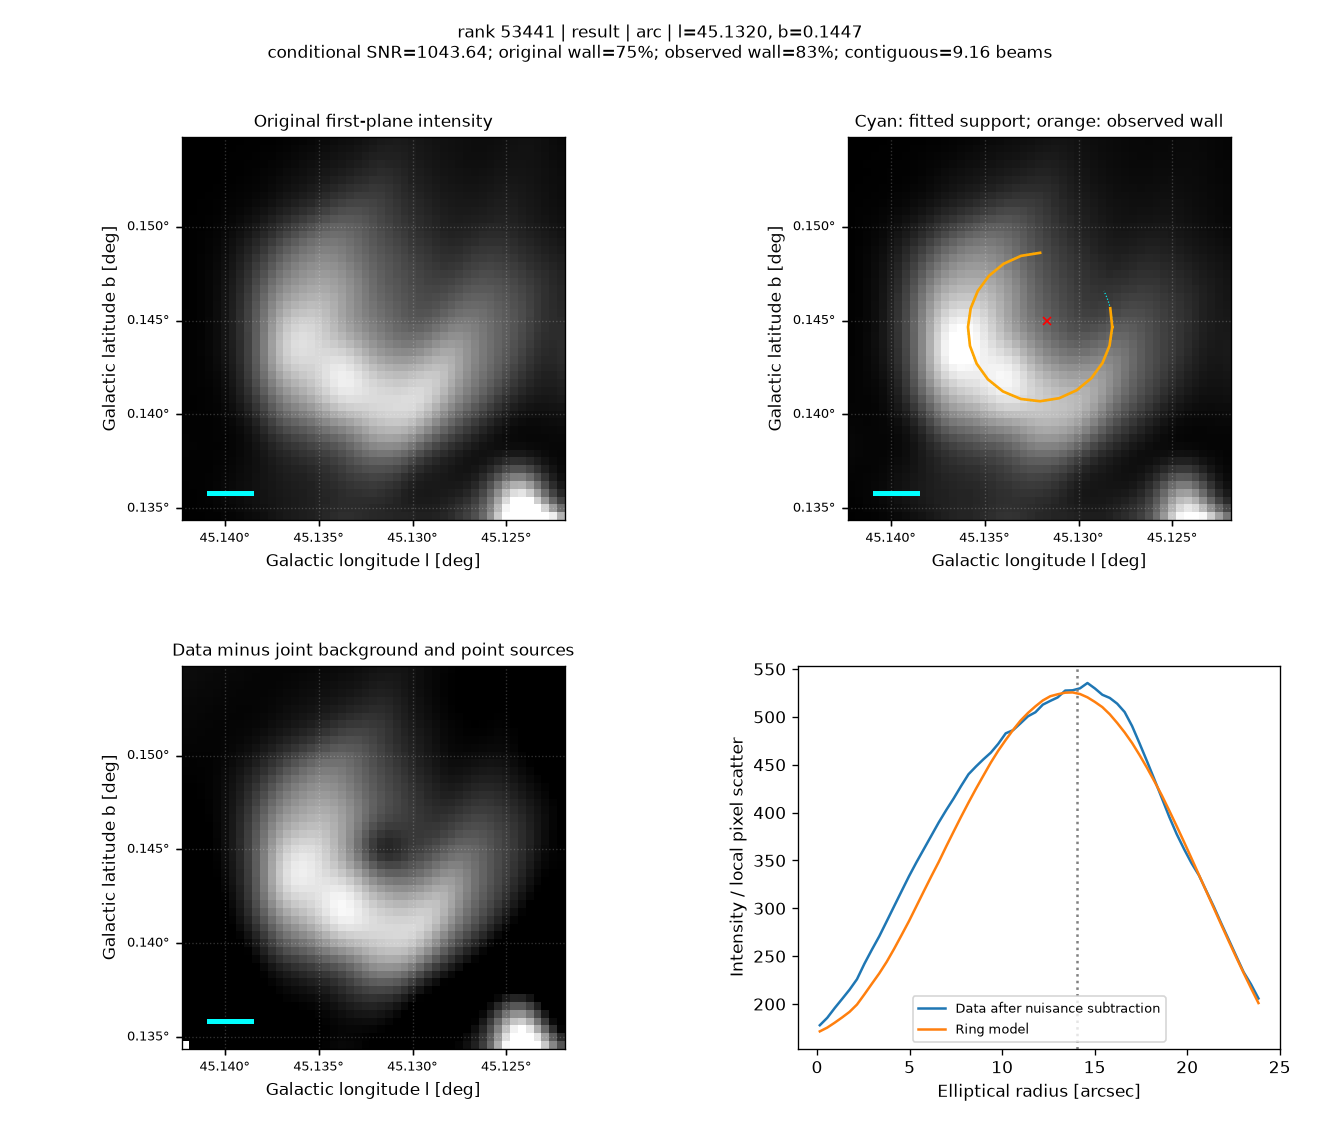 rank 53441 | result | arc | l=45.1320, b=0.1447
conditional SNR=1043.64; original wall=75%; observed wall=83%; contiguous=9.16 beams
Original first-plane intensity
Galactic latitude b [deg]
0.150°
0.145°
0.140°
0.135°
45.140°
45.135°
45.130°
45.125°
Galactic longitude l [deg]
Cyan: fitted support; orange: observed wall
Galactic latitude b [deg]
0.150°
0.145°
0.140°
0.135°
45.140°
45.135°
45.130°
45.125°
Galactic longitude l [deg]
Data minus joint background and point sources
Galactic latitude b [deg]
0.150°
0.145°
0.140°
0.135°
45.140°
45.135°
45.130°
45.125°
Galactic longitude l [deg]
Intensity / local pixel scatter
550
500
450
400
350
300
250
200
Data after nuisance subtraction
Ring model
0
5
10
15
20
25
Elliptical radius [arcsec]